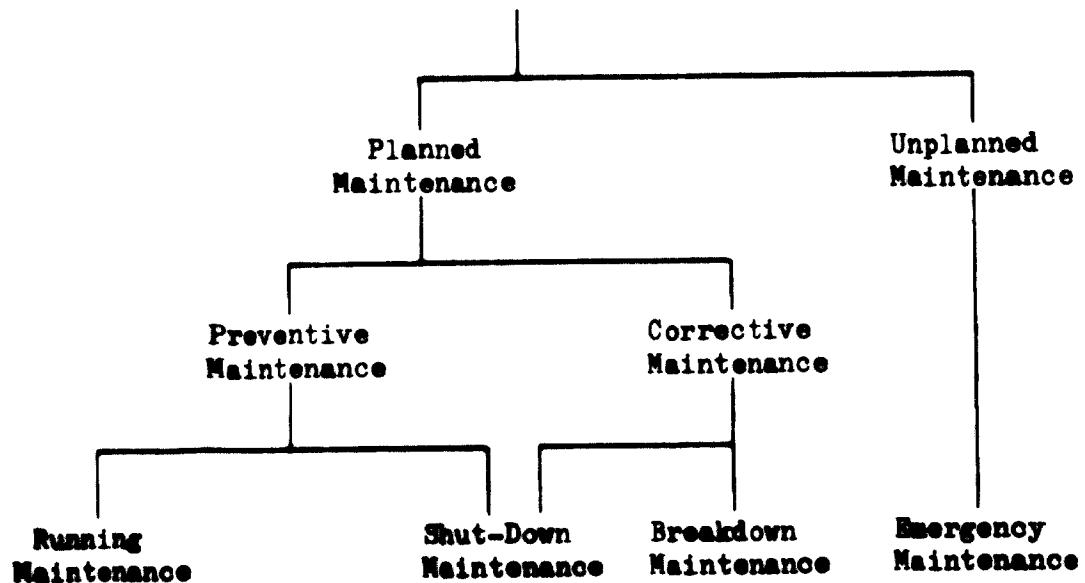 Planned
Maintenance
Unplanned
Maintenance
Preventive
Maintenance
Corrective
Maintenance
Running
Maintenance
Shut-Down
Maintenance
Breakdown
Maintenance
Emergency
Maintenance